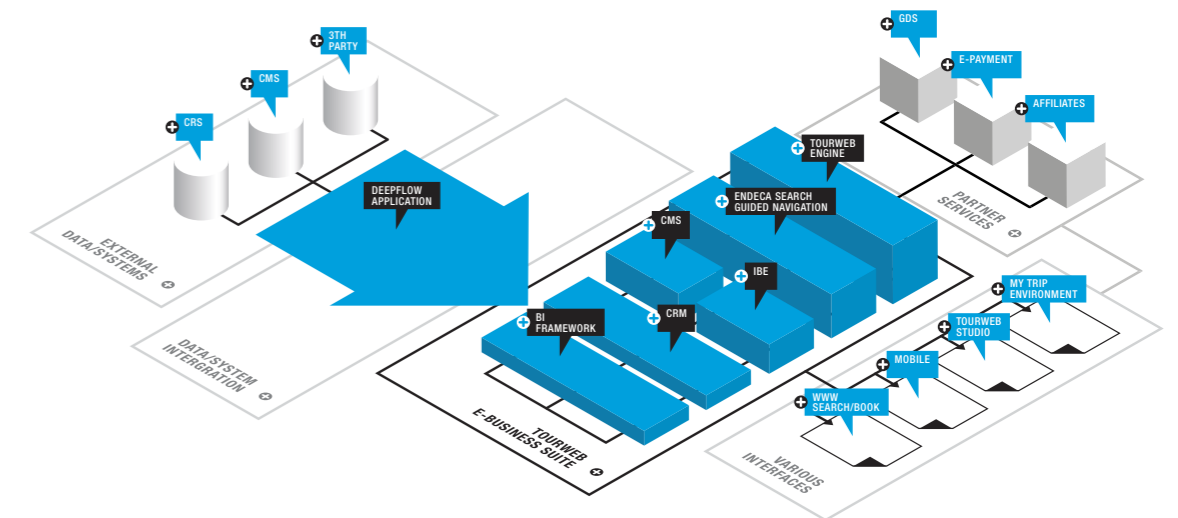 3TH
PARTY
CMS
CRS
DEEPFLOW
APPLICATION
EXTERNAL
DATA/SYSTEMS
DATA/SYSTEM
INTERGRATION
GDS
E-PAYMENT
AFFILIATES
PARTNER
SERVICES
TOURWEB
ENGINE
ENDECA SEARCH
GUIDED NAVIGATION
CMS
IBE
CRM
BI
FRAMEWORK
TOURWEB
E-BUSINESS SUITE
MY TRIP
ENVIRONMENT
TOURWEB
STUDIO
MOBILE
WWW
SEARCH/BOOK
VARIOUS
INTERFACES